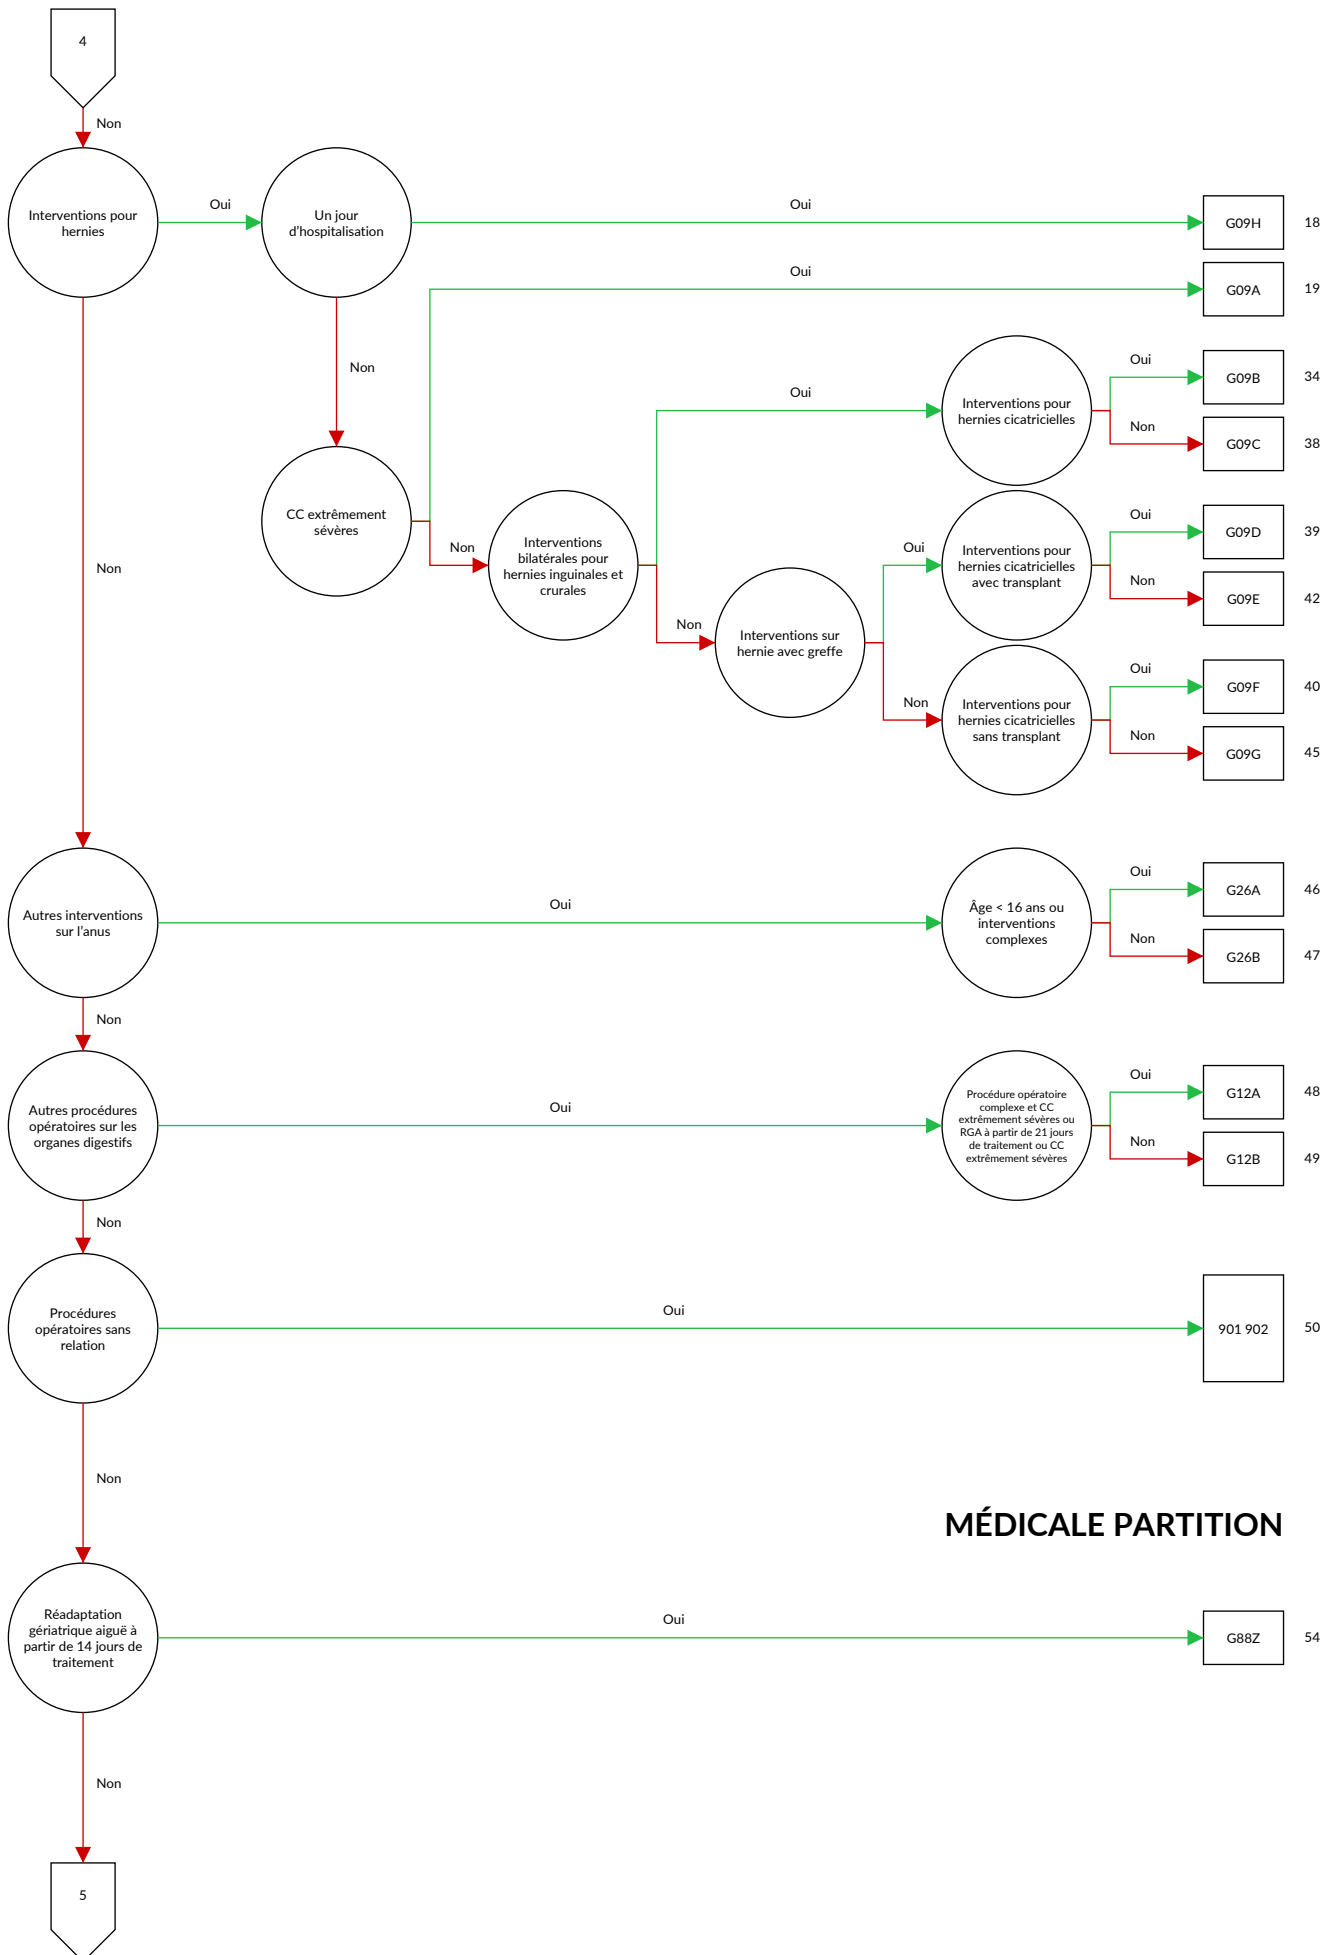 4
Non
Interventions pour
hernies
Oui
Un jour
d'hospitalisation
Oui
G09H
18
Oui
G09A
19
Non
CC extrêmement
sévères
Non
Interventions
bilatérales pour
hernies inguinales et
crurales
Oui
Interventions pour
hernies cicatricielles
Oui
G09B
34
Non
G09C
38
Non
Interventions sur
hernie avec greffe
Oui
Interventions pour
hernies cicatricielles
avec transplant
Oui
G09D
39
Non
G09E
42
Non
Interventions pour
hernies cicatricielles
sans transplant
Oui
G09F
40
Non
G09G
45
Non
Autres interventions
sur l'anus
Oui
Âge < 16 ans ou
interventions
complexes
Oui
G26A
46
Non
G26B
47
Non
Autres procédures
opératoires sur les
organes digestifs
Oui
Procédure opératoire
complexe et CC
extrêmement sévères ou
RGA à partir de 21 jours
de traitement ou CC
extrêmement sévères
Oui
G12A
48
Non
G12B
49
Non
Procédures
opératoires sans
relation
Oui
901 902
50
Non
MÉDICALE PARTITION
Réadaptation
gériatrique aiguë à
partir de 14 jours de
traitement
Oui
G88Z
54
Non
5